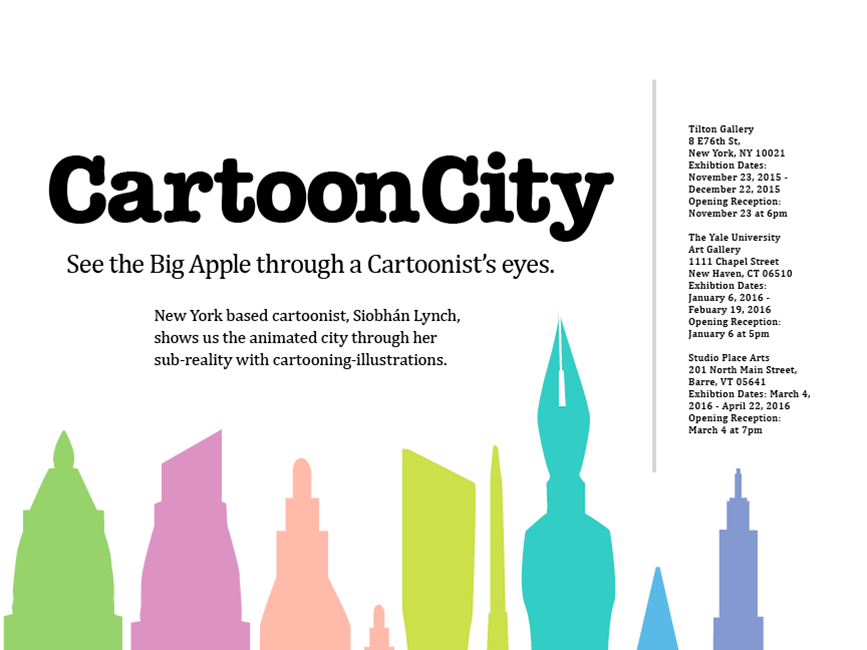 CartoonCity
See the Big Apple through a Cartoonist's eyes.
New York based cartoonist, Siobhán Lynch,
shows us the animated city through her
sub-reality with cartooning-illustrations.
Tilton Gallery
8 E76th St,
New York, NY 10021
Exhibtion Dates:
November 23, 2015 -
December 22, 2015
Opening Reception:
November 23 at 6pm
The Yale University
Art Gallery
1111 Chapel Street
New Haven, CT 06510
Exhibtion Dates:
January 6, 2016 -
Febuary 19, 2016
Opening Reception:
January 6 at 5pm
Studio Place Arts
201 North Main Street,
Barre, VT 05641
Exhibtion Dates: March 4,
2016 - April 22, 2016
Opening Reception:
March 4 at 7pm